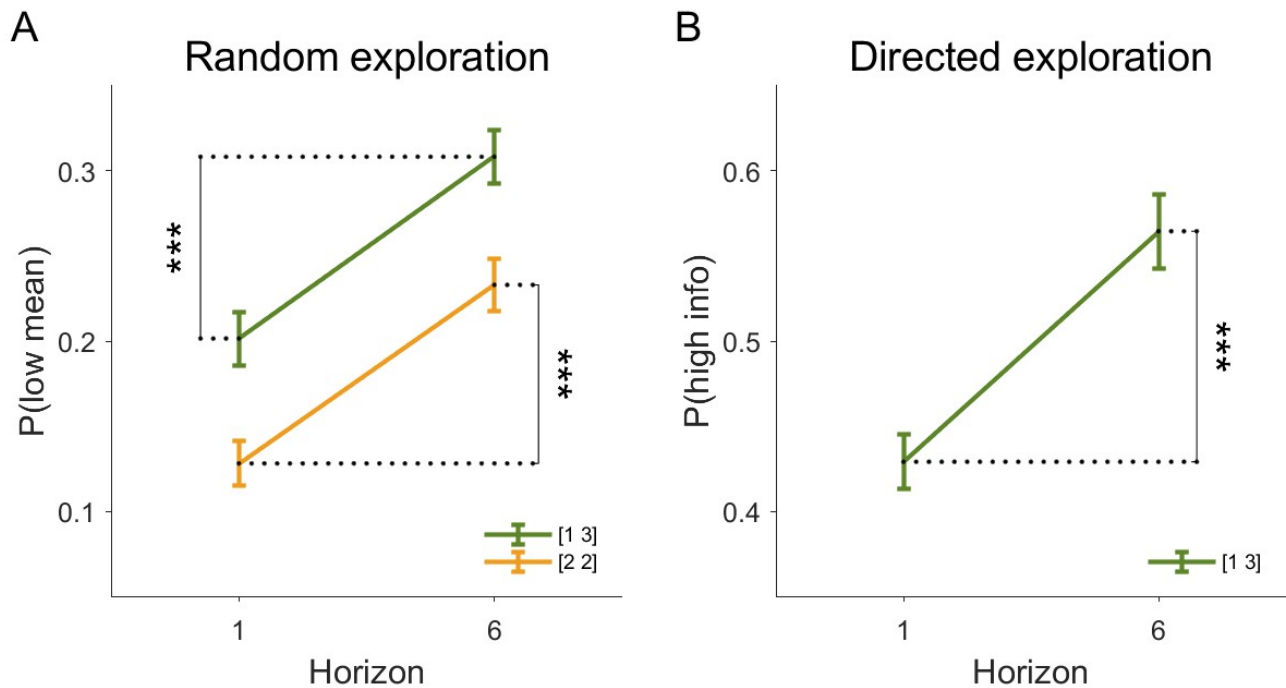 A
Random exploration
P(low mean)
0.3
0.2
0.1
***
***
[1 3]
[2 2]
1
6
Horizon
B
Directed exploration
P(high info)
0.6
0.5
0.4
***
[1 3]
1
6
Horizon